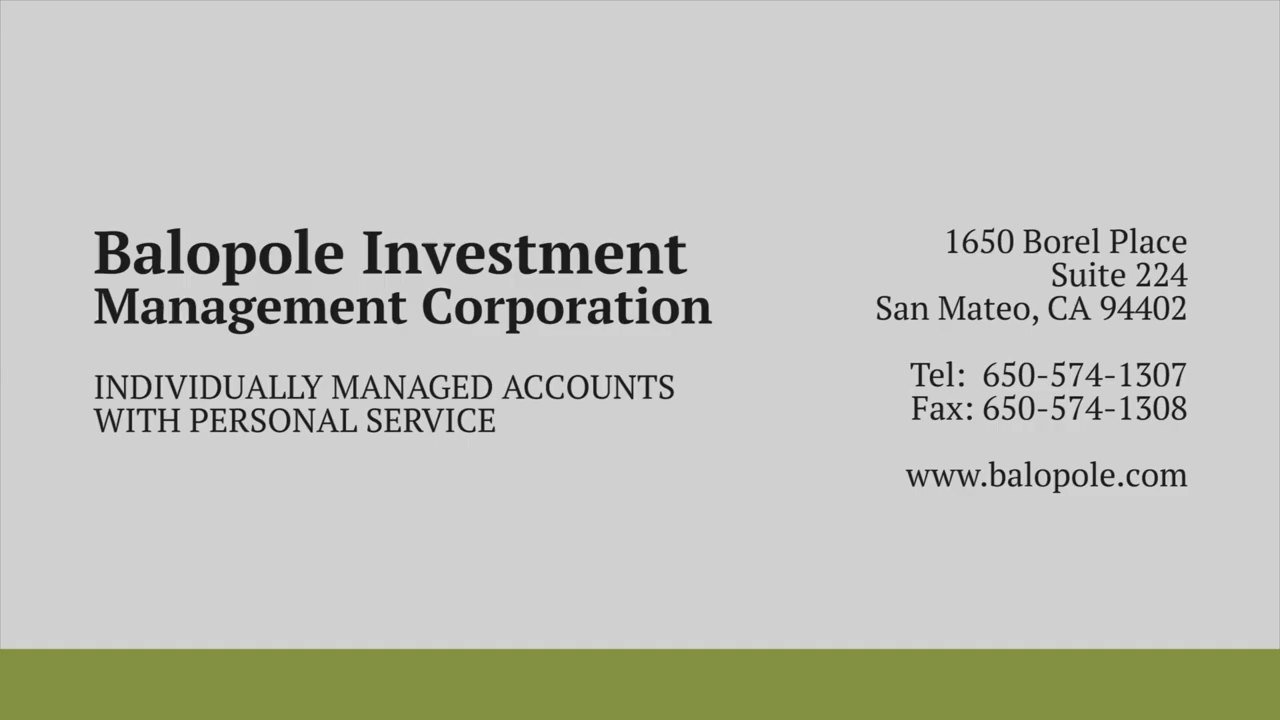 Balopole Investment
Management Corporation
INDIVIDUALLY MANAGED ACCOUNTS
WITH PERSONAL SERVICE
1650 Borel Place
Suite 224
San Mateo, CA 94402
Tel: 650-574-1307
Fax: 650-574-1308
www.balopole.com